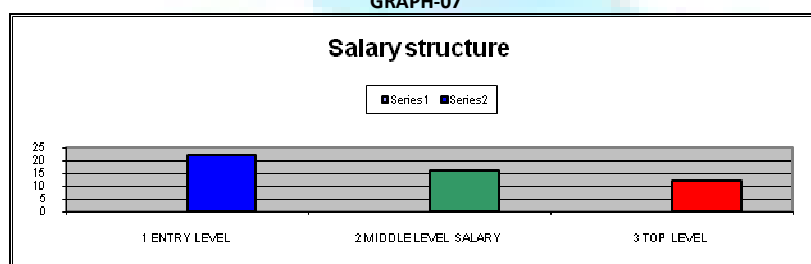 GRAPH-07
Salary structure
Series1 Series2
25
20
15
10
5
0
1 ENTRY LEVEL 2 MIDDLE LEVEL SALARY 3 TOP LEVEL